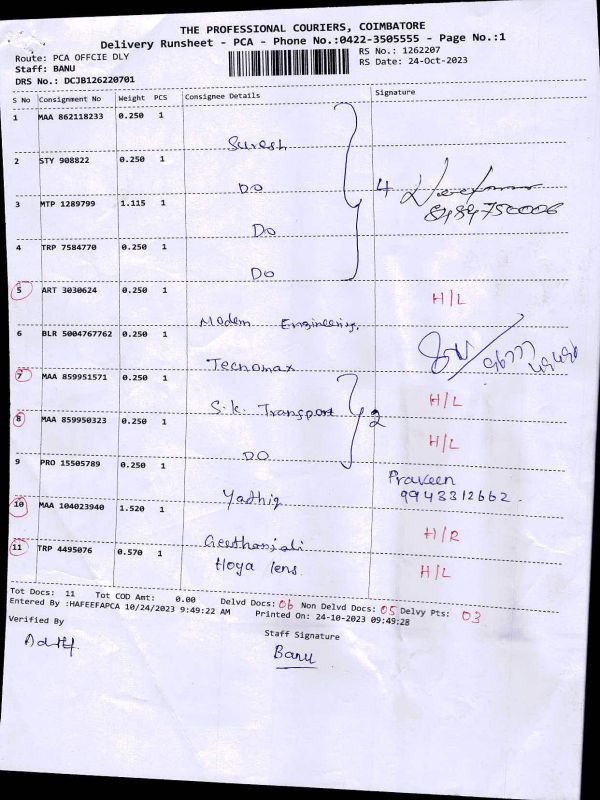 THE PROFESSIONAL COURIERS, COIMBATORE
Delivery Runsheet - PCA - Phone No.:0422-3505555 - Page No.:1
Route: PCA OFFCIE DLY
RS No.: 1262207
Staff: BANU
RS Date: 24-Oct-2023
DRS No.: DCJB126220701
S No Consignment No Weight PCS Consignee Details Signature
1 MAA 862118233 0.250 1
Suresh
2 STY 908822 0.250 1
DO
4
3 MTP 1289799 1.115 1
Do
4 TRP 7584770 0.250 1
Do
5 ART 3030624 0.250 1
H/L
Modern Engineering.
6 BLR 5004767762 0.250 1
Tecnomax
7 MAA 859951571 0.250 1
H/L
S.K. Transport
2
8 MAA 859950323 0.250 1
H/L
DO
9 PRO 15505789 0.250 1
Praveen
9943312662.
10 MAA 104023940 1.520 1
H/R
Geethanjali
11 TRP 4495076 0.570 1
Hoya lens.
H/L
Tot Docs: 11 Tot COD Amt: 0.00 Delvd Docs: 06 Non Delvd Docs: 05 Delvy Pts: 03
Entered By :HAFEEFAPCA 10/24/2023 9:49:22 AM Printed On: 24-10-2023 09:49:28
Verified By
Staff Signature
Banu